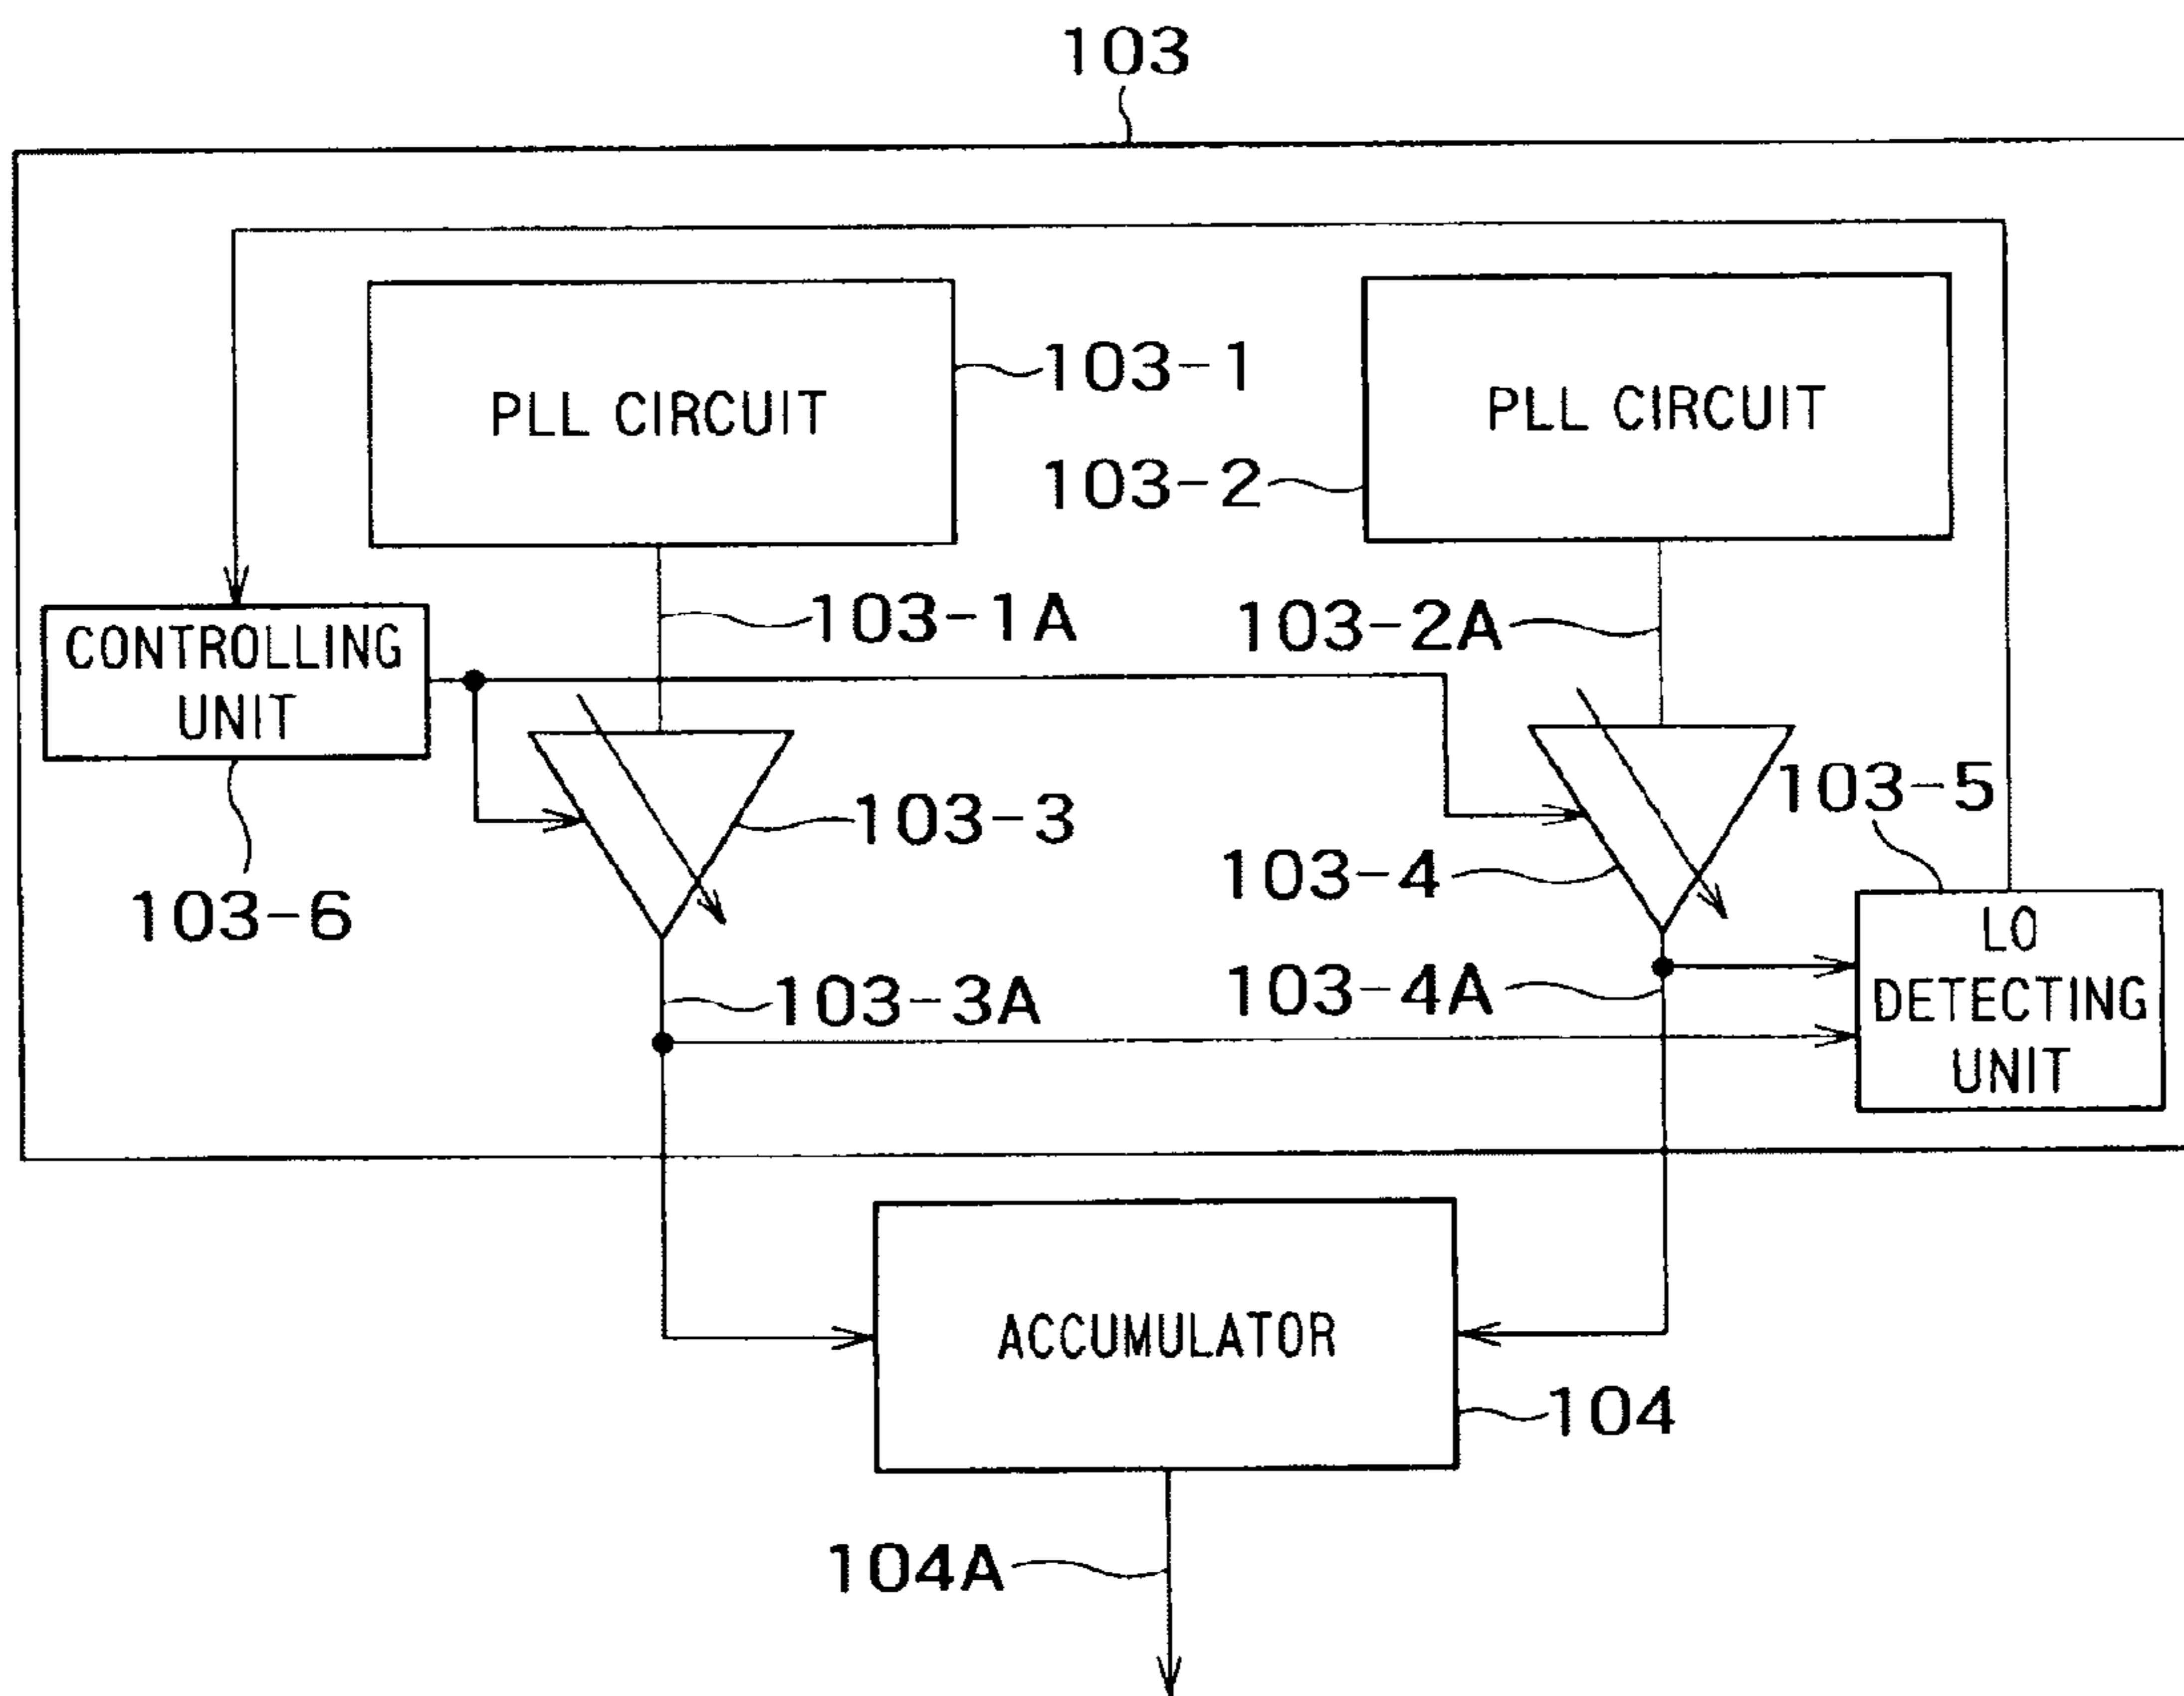 103
PLL CIRCUIT
103-1
PLL CIRCUIT
103-2
103-1A
103-2A
CONTROLLING
UNIT
103-3
103-5
103-4
103-6
LO
DETECTING
UNIT
103-3A
103-4A
ACCUMULATOR
104
104A